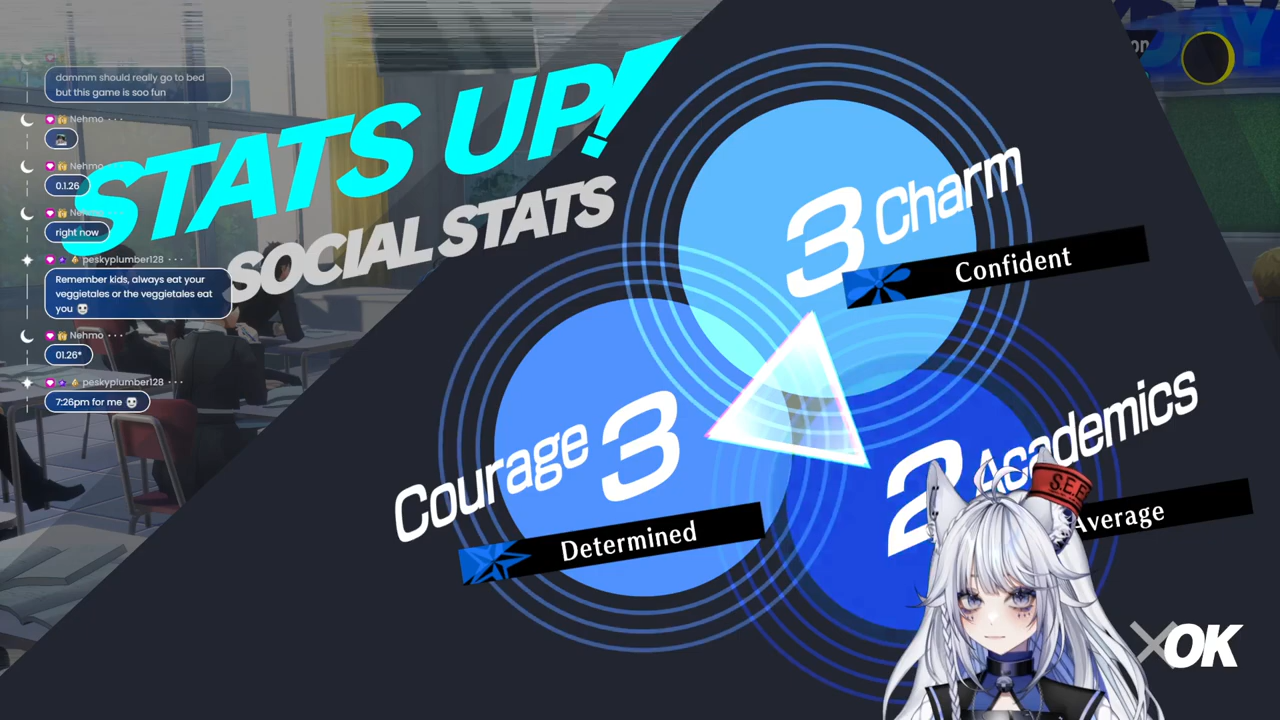 dammm should really go to bed
but this game is soo fun
Nehmo
Nehmo
0.1.26
Nehmo
right now
peskyplumber128
Remember kids, always eat your
veggietales or the veggietales eat
you
Nehmo
01.26*
peskyplumber128
7:26pm for me
STATS UP!
SOCIAL STATS
3 Charm
Confident
Courage 3
Determined
2 Academics
Average
S.E.E
OK